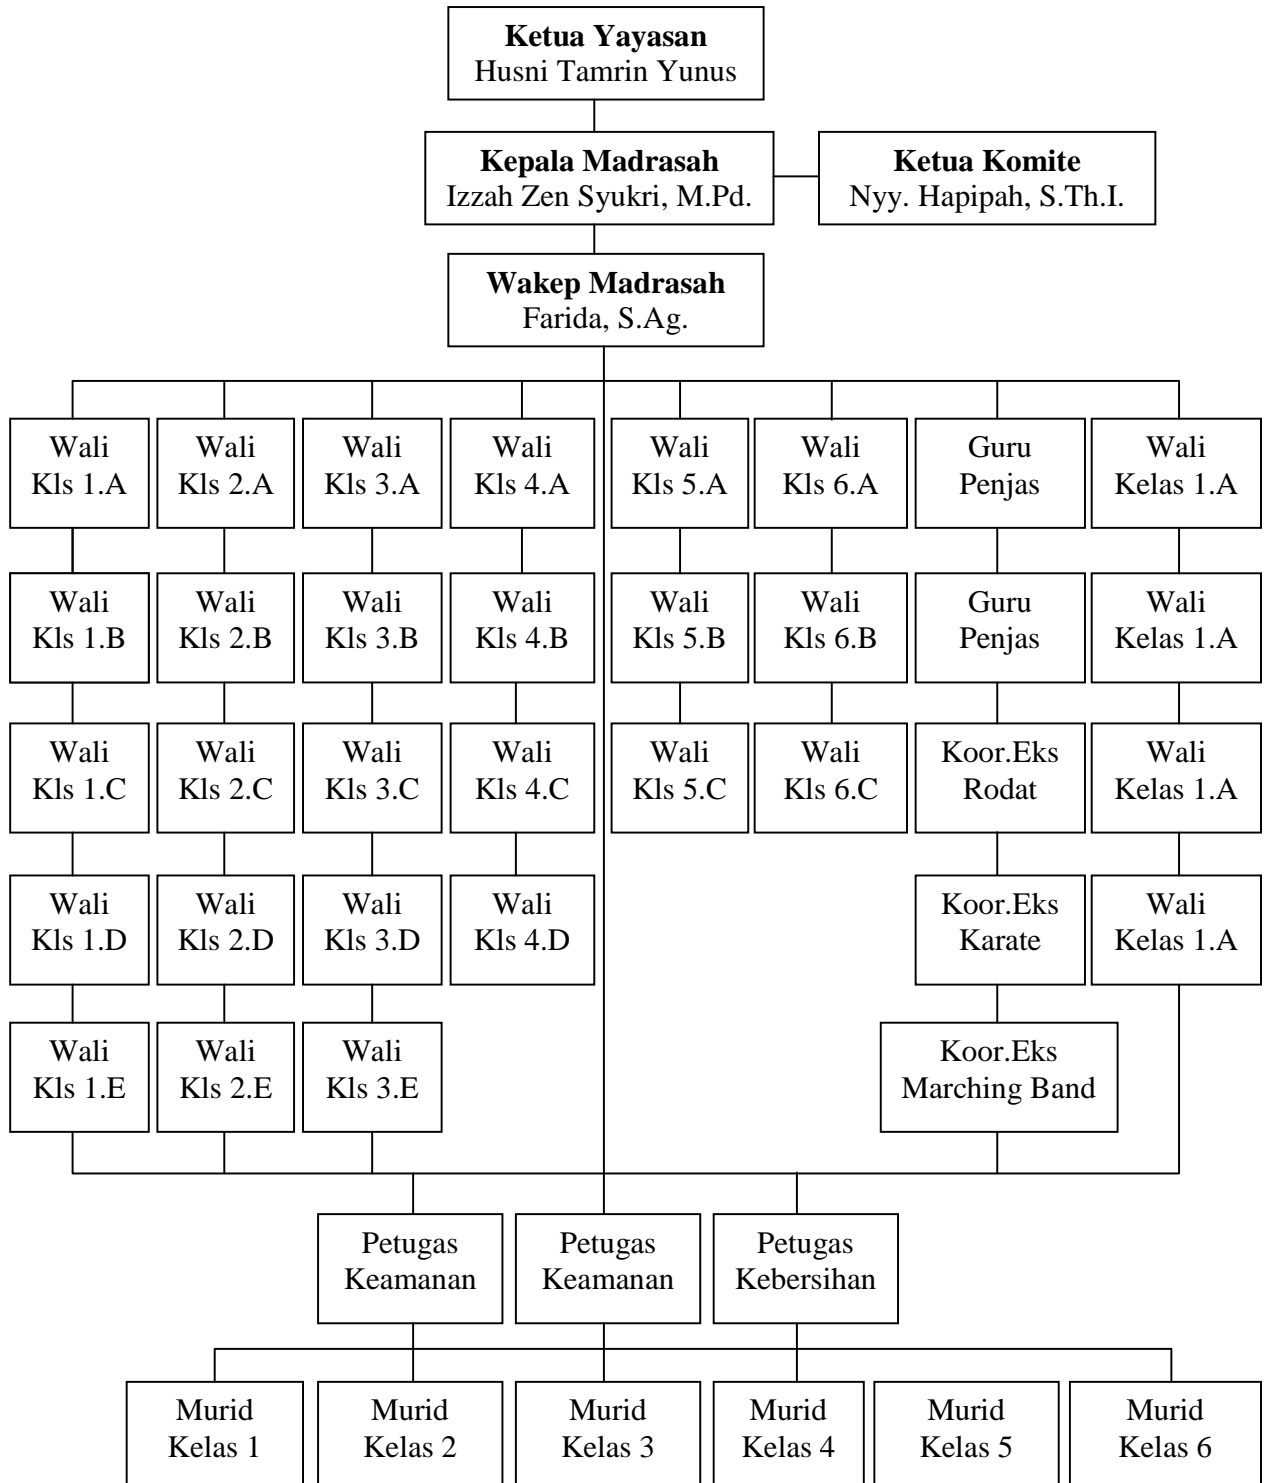 Ketua Yayasan
Husni Tamrin Yunus
Kepala Madrasah
Izzah Zen Syukri, M.Pd.
Ketua Komite
Nyy. Hapipah, S.Th.I.
Wakep Madrasah
Farida, S.Ag.
Wali
Kls 1.A
Wali
Kls 2.A
Wali
Kls 3.A
Wali
Kls 4.A
Wali
Kls 5.A
Wali
Kls 6.A
Guru
Penjas
Wali
Kelas 1.A
Wali
Kls 1.B
Wali
Kls 2.B
Wali
Kls 3.B
Wali
Kls 4.B
Wali
Kls 5.B
Wali
Kls 6.B
Guru
Penjas
Wali
Kelas 1.A
Wali
Kls 1.C
Wali
Kls 2.C
Wali
Kls 3.C
Wali
Kls 4.C
Wali
Kls 5.C
Wali
Kls 6.C
Koor.Eks
Rodat
Wali
Kelas 1.A
Wali
Kls 1.D
Wali
Kls 2.D
Wali
Kls 3.D
Wali
Kls 4.D
Koor.Eks
Karate
Wali
Kelas 1.A
Wali
Kls 1.E
Wali
Kls 2.E
Wali
Kls 3.E
Koor.Eks
Marching Band
Petugas
Keamanan
Petugas
Keamanan
Petugas
Kebersihan
Murid
Kelas 1
Murid
Kelas 2
Murid
Kelas 3
Murid
Kelas 4
Murid
Kelas 5
Murid
Kelas 6